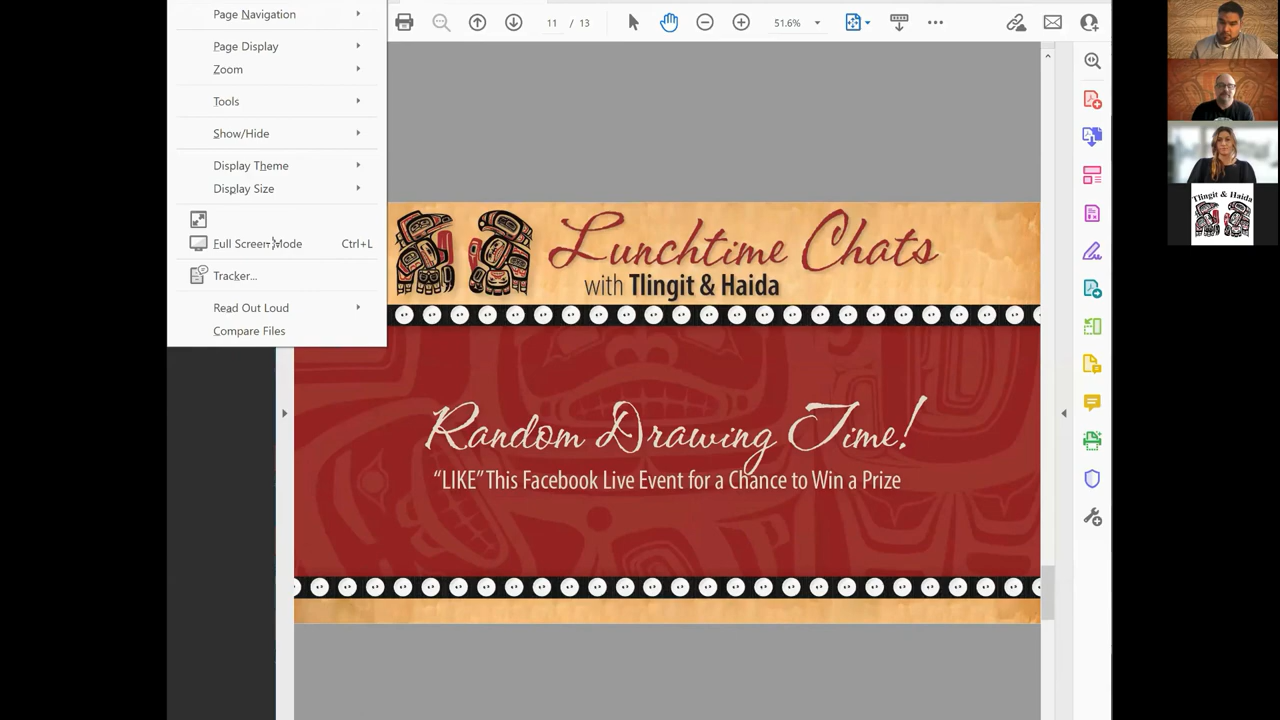 Page Navigation
Page Display
Zoom
Tools
Show/Hide
Display Theme
Display Size
Full Screen Mode Ctrl+L
Tracker...
Read Out Loud
Compare Files
11 / 13
51.6%
Lunchtime Chats
with Tlingit & Haida
Random Drawing Time!
“LIKE” This Facebook Live Event for a Chance to Win a Prize
Tlingit & Haida